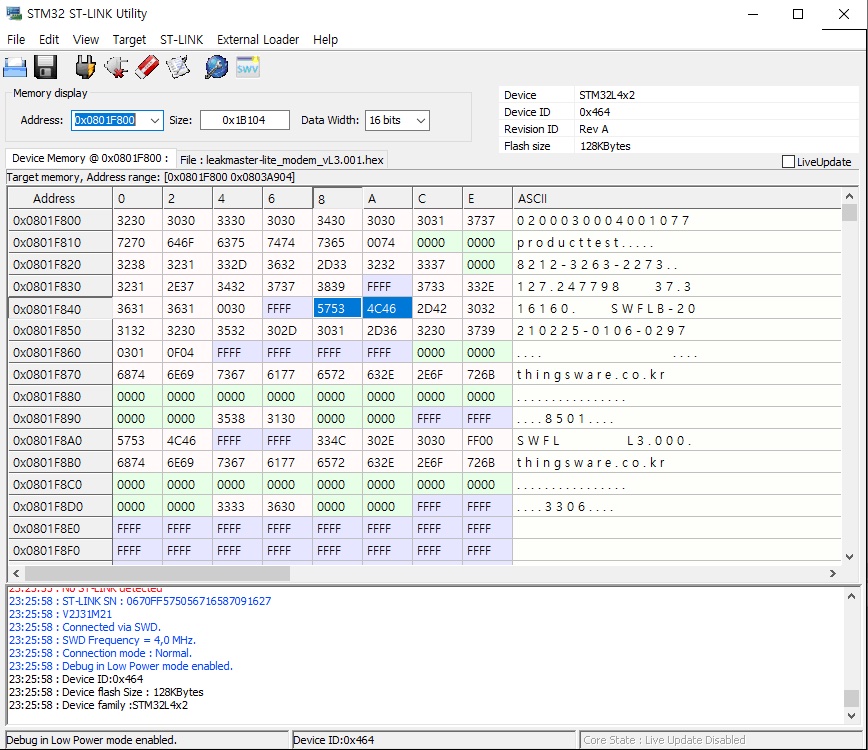 STM32 ST-LINK Utility
File Edit View Target ST-LINK External Loader Help
SWV
Memory display
Address: 0x0801F800 Size: 0x1B104 Data Width: 16 bits
Device STM32L4x2
Device ID 0x464
Revision ID Rev A
Flash size 128KBytes
LiveUpdate
Device Memory @ 0x0801F800 : File : leakmaster-lite_modem_vL3.001.hex
Target memory, Address range: [0x0801F800 0x0803A904]
Address 0 2 4 6 8 A C E ASCII
0x0801F800 3230 3030 3330 3030 3430 3030 3031 3737 0200030004001077
0x0801F810 7270 646F 6375 7474 7365 0074 0000 0000 producttest.....
0x0801F820 3238 3231 332D 3632 2D33 3232 3337 0000 8212-3263-2273..
0x0801F830 3231 2E37 3432 3737 3839 FFFF 3733 332E 127.247798 37.3
0x0801F840 3631 3631 0030 FFFF 5753 4C46 2D42 3032 16160. SWFLB-20
0x0801F850 3132 3230 3532 302D 3031 2D36 3230 3739 210225-0106-0297
0x0801F860 0301 0F04 FFFF FFFF FFFF FFFF 0000 0000 .... ....
0x0801F870 6874 6E69 7367 6177 6572 632E 2E6F 726B thingsware.co.kr
0x0801F880 0000 0000 0000 0000 0000 0000 0000 0000 ...............
0x0801F890 0000 0000 3538 3130 0000 0000 FFFF FFFF ....8501....
0x0801F8A0 5753 4C46 FFFF FFFF 334C 302E 3030 FF00 SWFL L3.000.
0x0801F8B0 6874 6E69 7367 6177 6572 632E 2E6F 726B thingsware.co.kr
0x0801F8C0 0000 0000 0000 0000 0000 0000 0000 0000 ...............
0x0801F8D0 0000 0000 3333 3630 0000 0000 FFFF FFFF ....3306....
0x0801F8E0 FFFF FFFF FFFF FFFF FFFF FFFF FFFF FFFF
0x0801F8F0 FFFF FFFF FFFF FFFF FFFF FFFF FFFF FFFF
23:25:55 : No ST-LINK detected
23:25:58 : ST-LINK SN : 0670FF575056716587091627
23:25:58 : V2J31M21
23:25:58 : Connected via SWD.
23:25:58 : SWD Frequency = 4,0 MHz.
23:25:58 : Connection mode : Normal.
23:25:58 : Debug in Low Power mode enabled.
23:25:58 : Device ID:0x464
23:25:58 : Device flash Size : 128KBytes
23:25:58 : Device family :STM32L4x2
Debug in Low Power mode enabled. Device ID:0x464 Core State : Live Update Disabled